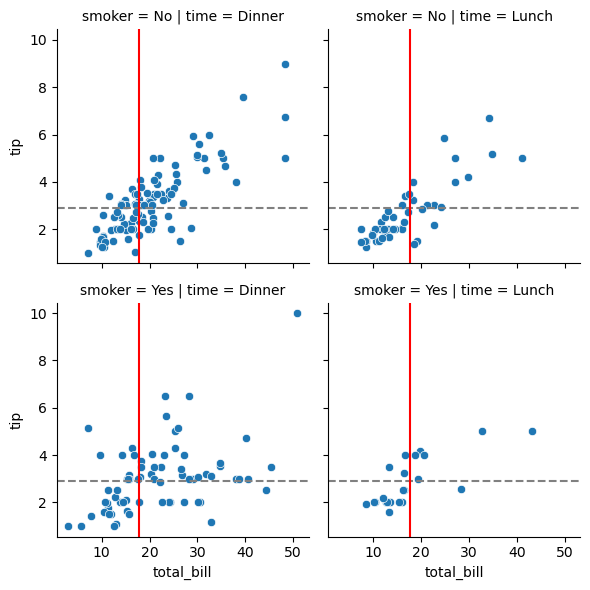 smoker = No | time = Dinner
smoker = No | time = Lunch
10
8
6
4
2
tip
smoker = Yes | time = Dinner
smoker = Yes | time = Lunch
10
8
6
4
2
tip
10 20 30 40 50
10 20 30 40 50
total_bill
total_bill